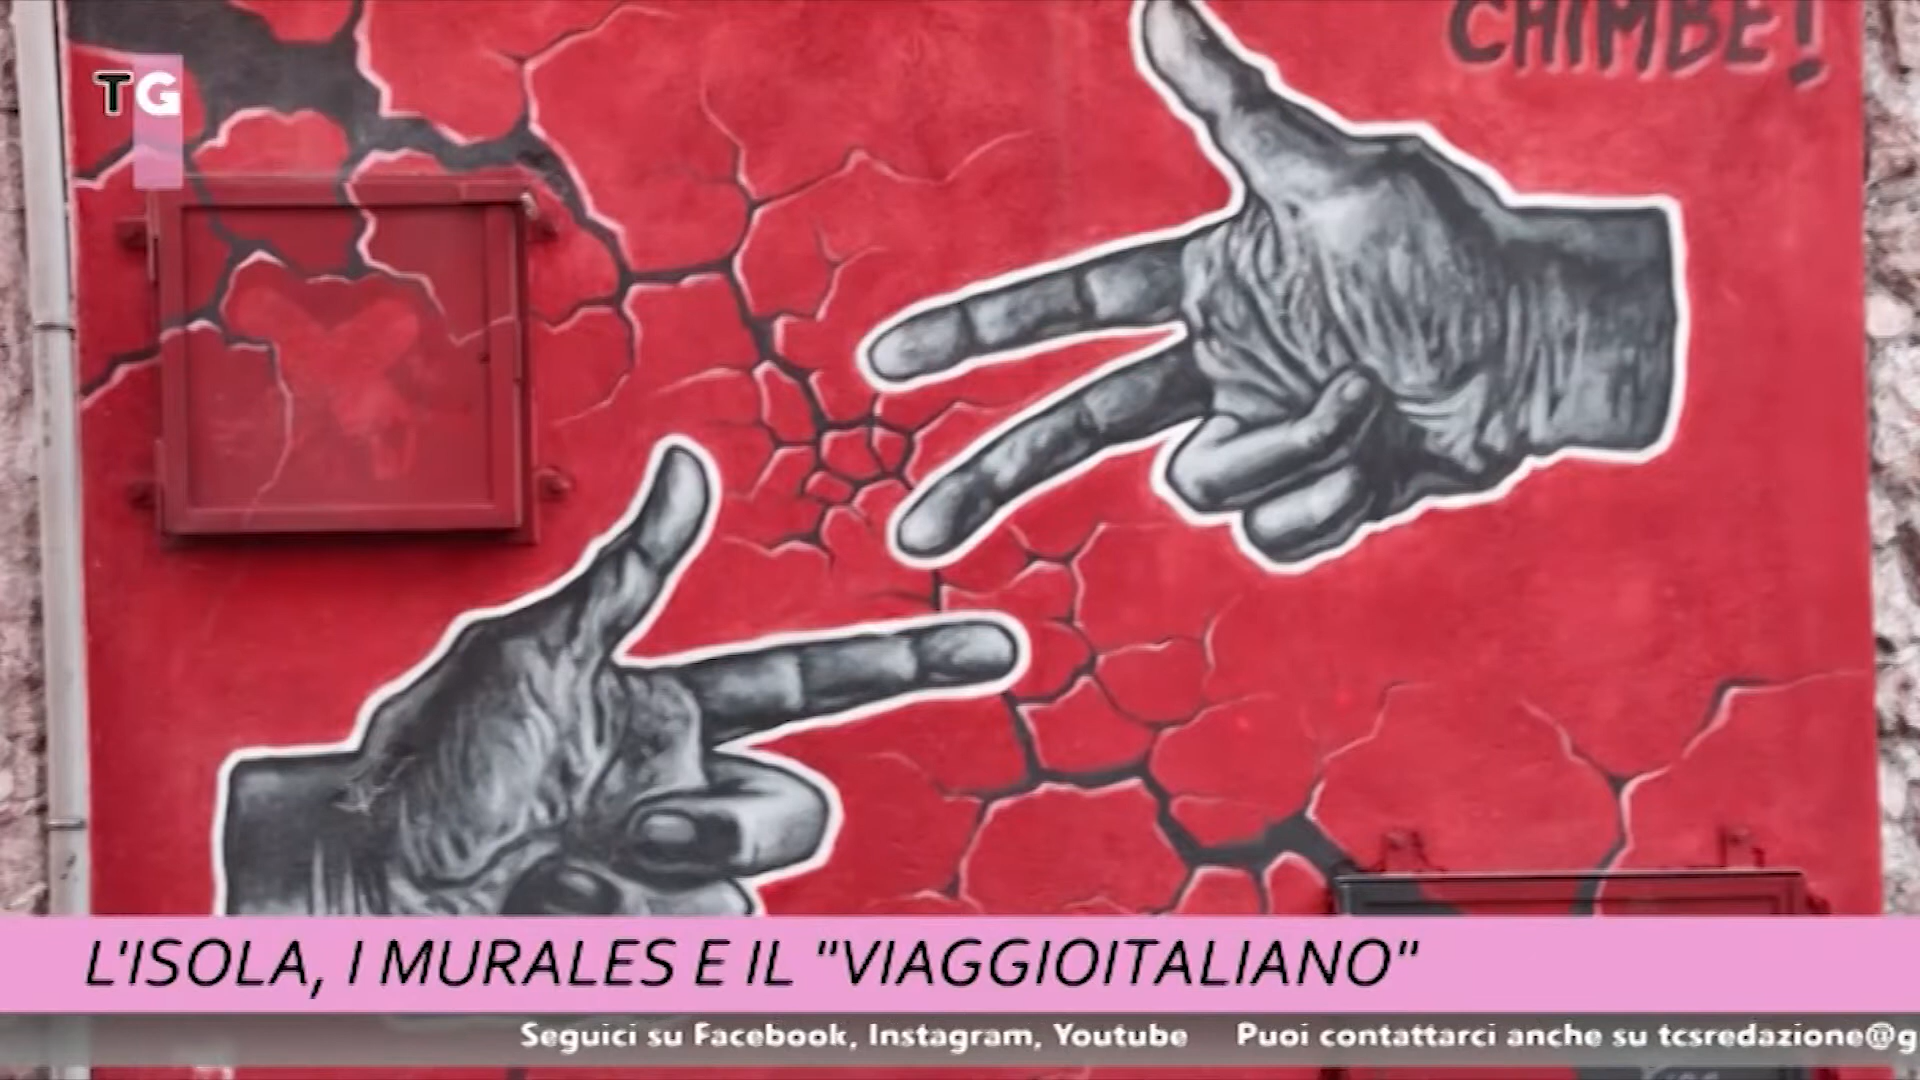 CHIMBE!
TG
L'ISOLA, I MURALES E IL "VIAGGIOITALIANO"
Seguici su Facebook, Instagram, Youtube Puoi contattarci anche su tcsredazione@g